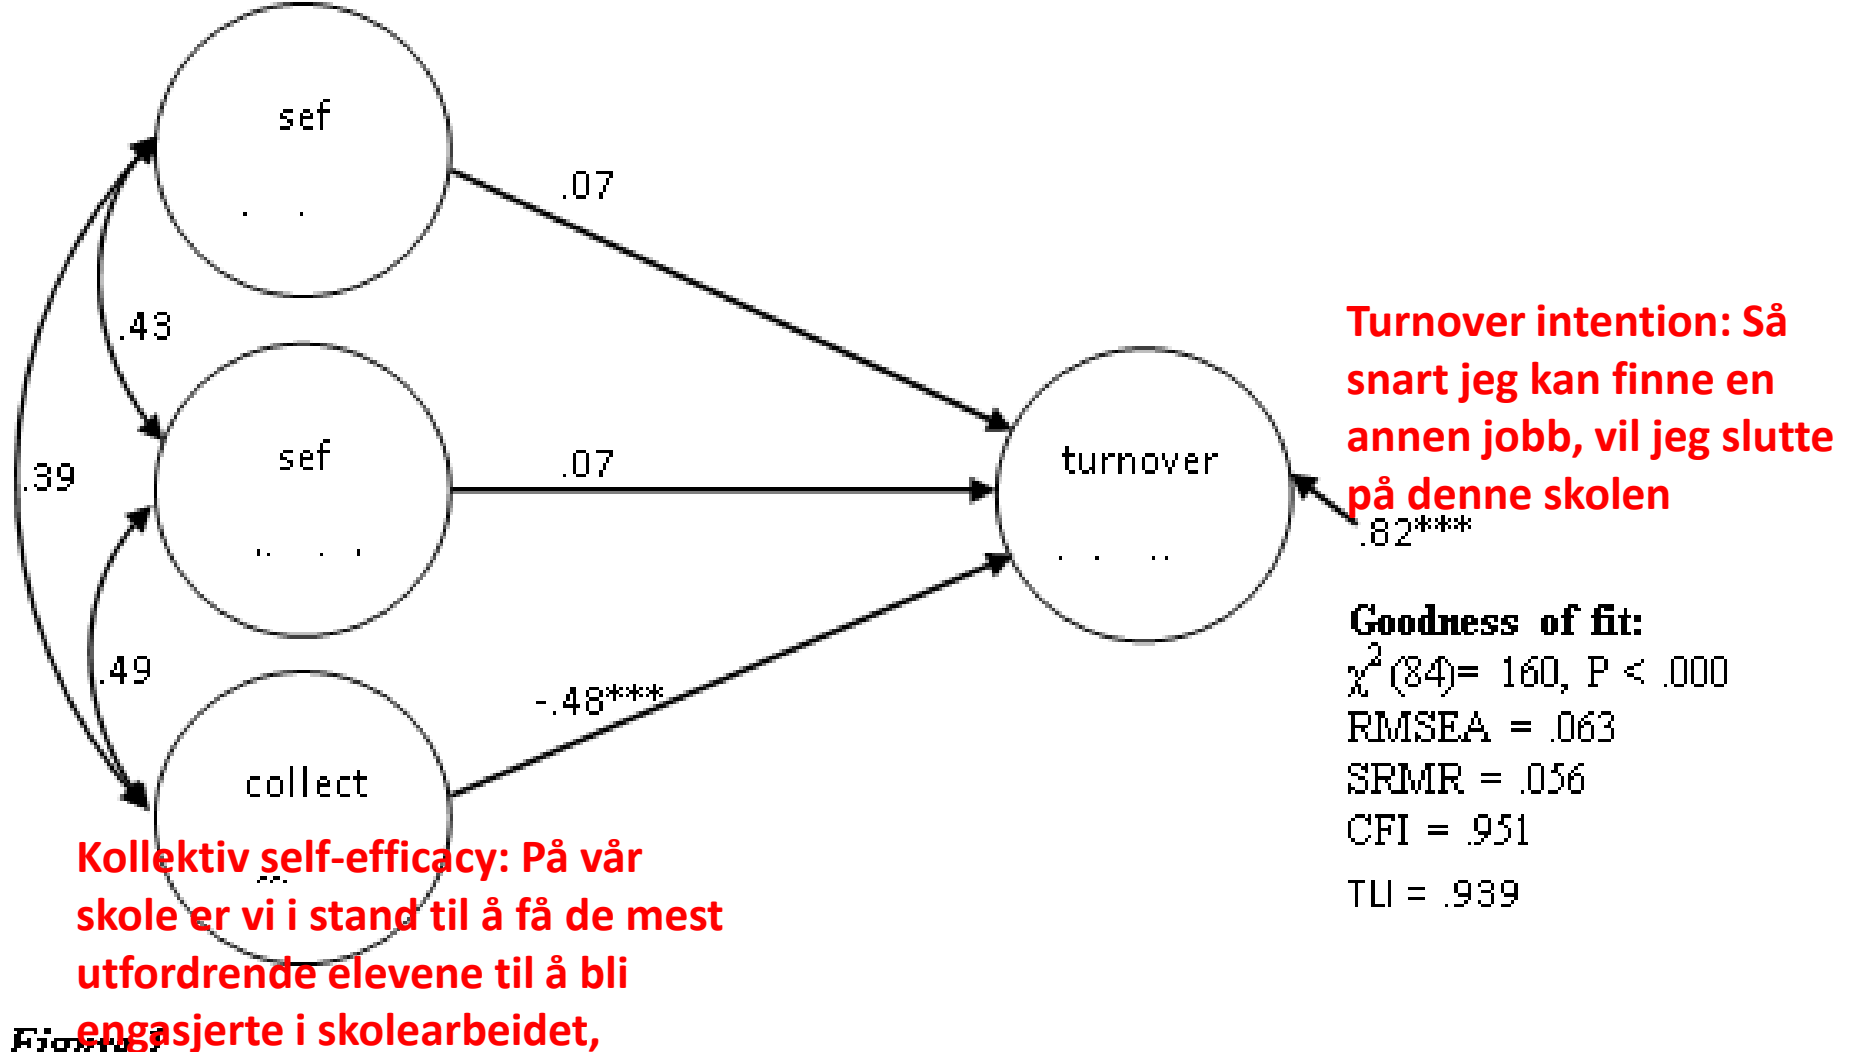 sef
.07
.43
sef
.07
.39
turnover
Turnover intention: Så
snart jeg kan finne en
annen jobb, vil jeg slutte
på denne skolen
.82***
.49
-.48***
collect
Kollektiv self-efficacy: På vår
skole er vi i stand til å få de mest
utfordrende elevene til å bli
engasjerte i skolearbeidet,
Goodness of fit:
χ²(84)= 160, P < .000
RMSEA = .063
SRMR = .056
CFI = .951
TLI = .939